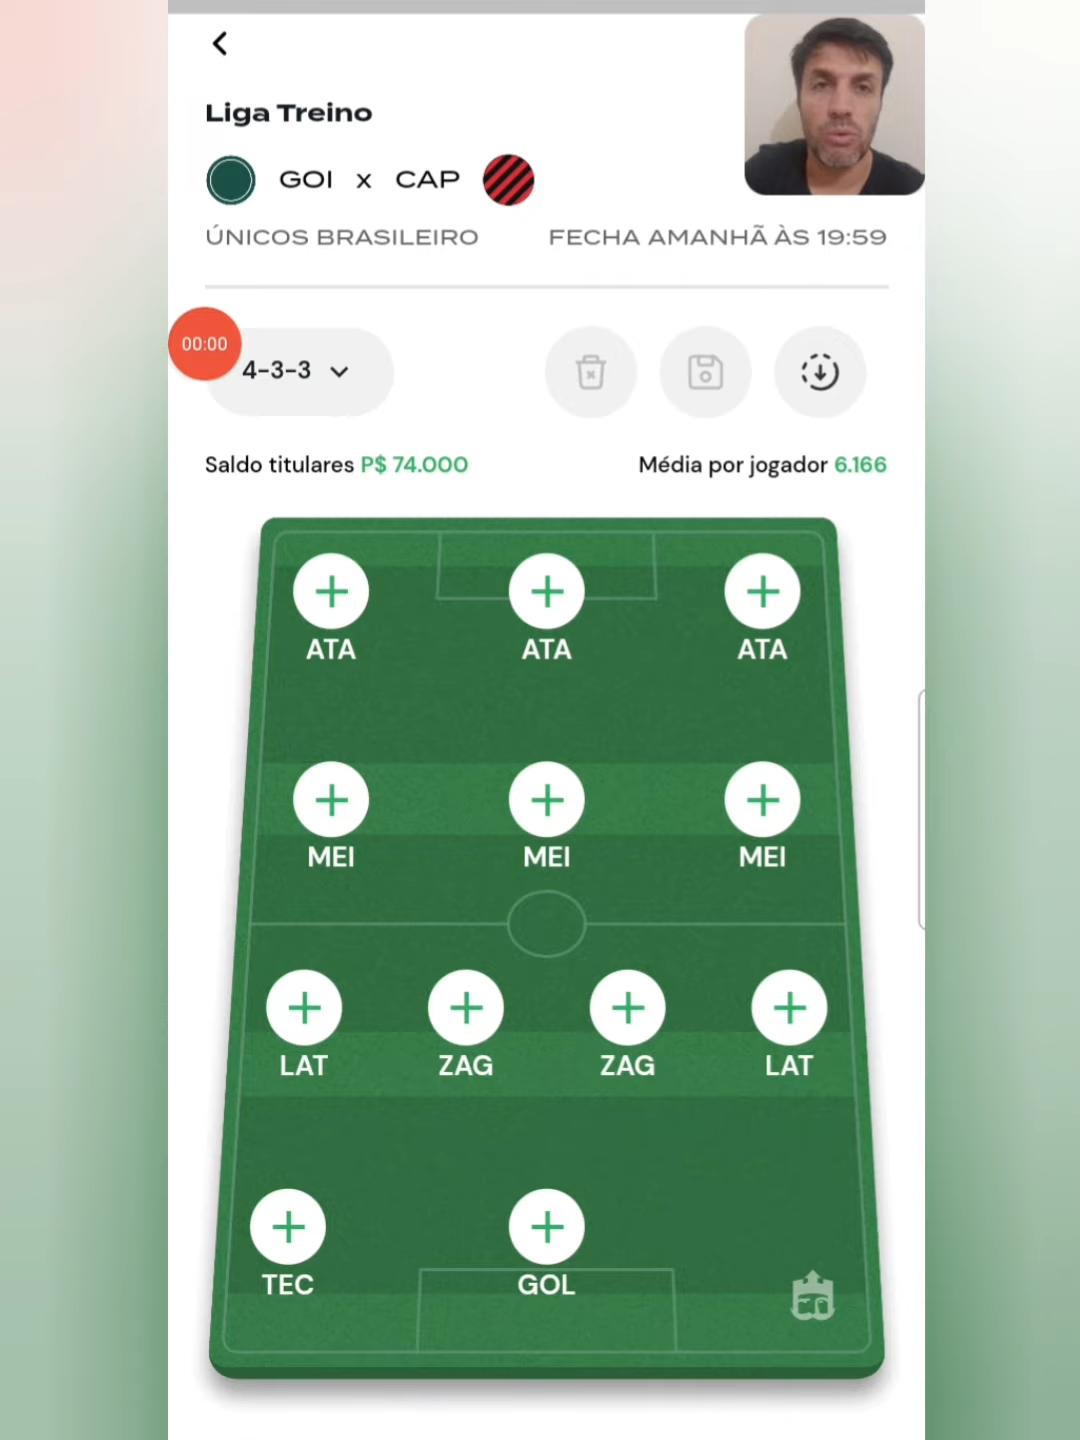 Liga Treino
GOI x CAP
ÚNICOS BRASILEIRO FECHA AMANHÃ ÀS 19:59
00:00
4-3-3
Saldo titulares P$ 74.000 Média por jogador 6.166
ATA ATA ATA
MEI MEI MEI
LAT ZAG ZAG LAT
TEC GOL